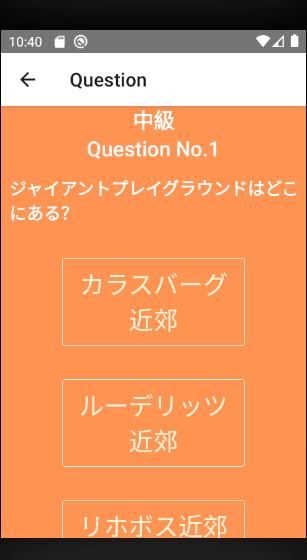 10:40
Question
中級
Question No.1
ジャイアントプレイグラウンドはどこ
にある?
カラスバーグ
近郊
ルーデリッツ
近郊
リホボス近郊